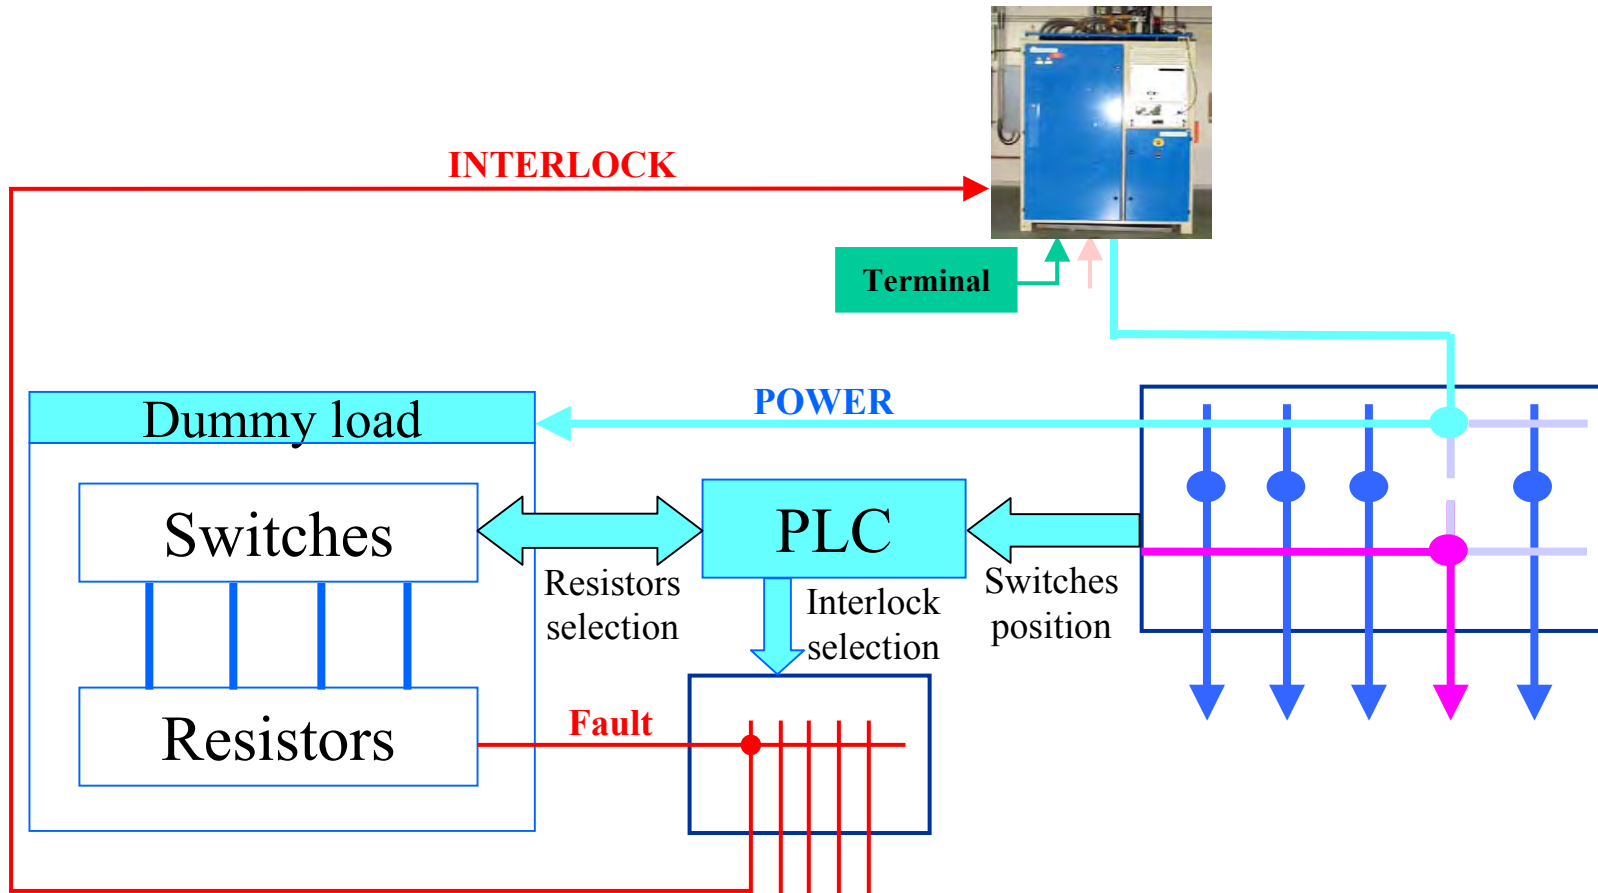 INTERLOCK
Terminal
POWER
Dummy load
Switches
PLC
Resistors
selection
Interlock
selection
Switches
position
Resistors
Fault